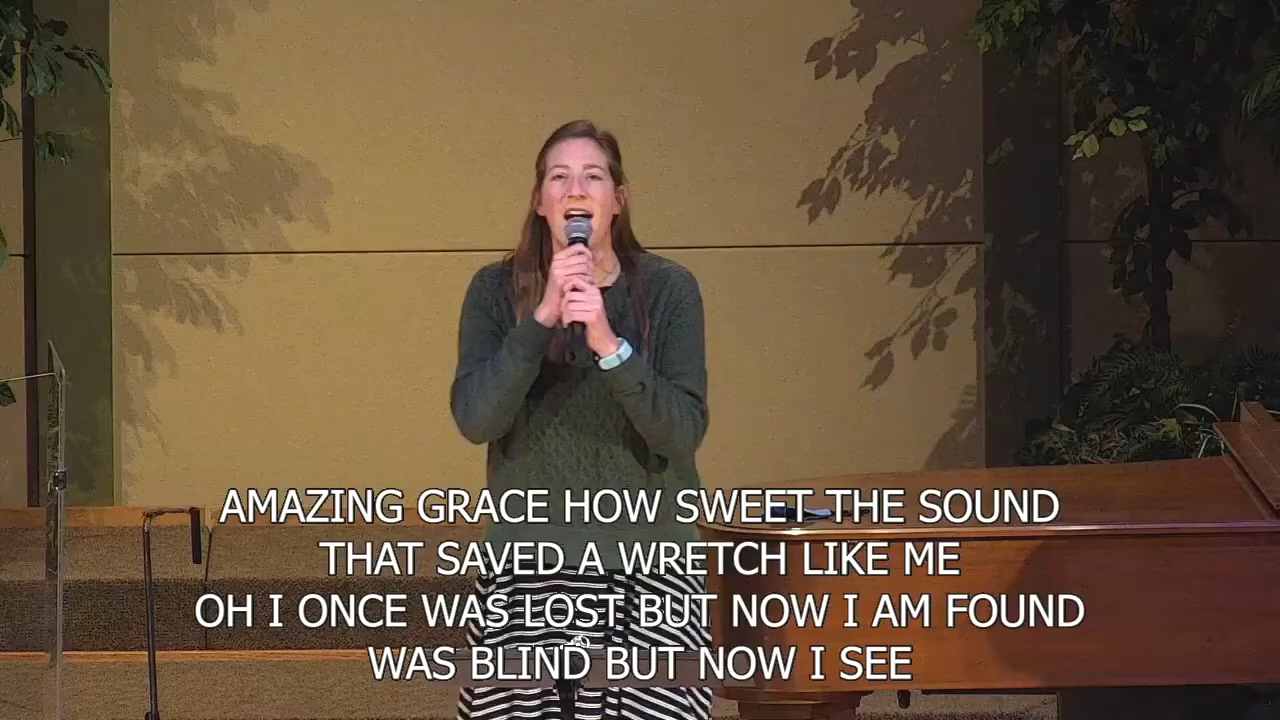 AMAZING GRACE HOW SWEET THE SOUND
THAT SAVED A WRETCH LIKE ME
OH I ONCE WAS LOST BUT NOW I AM FOUND
WAS BLIND BUT NOW I SEE